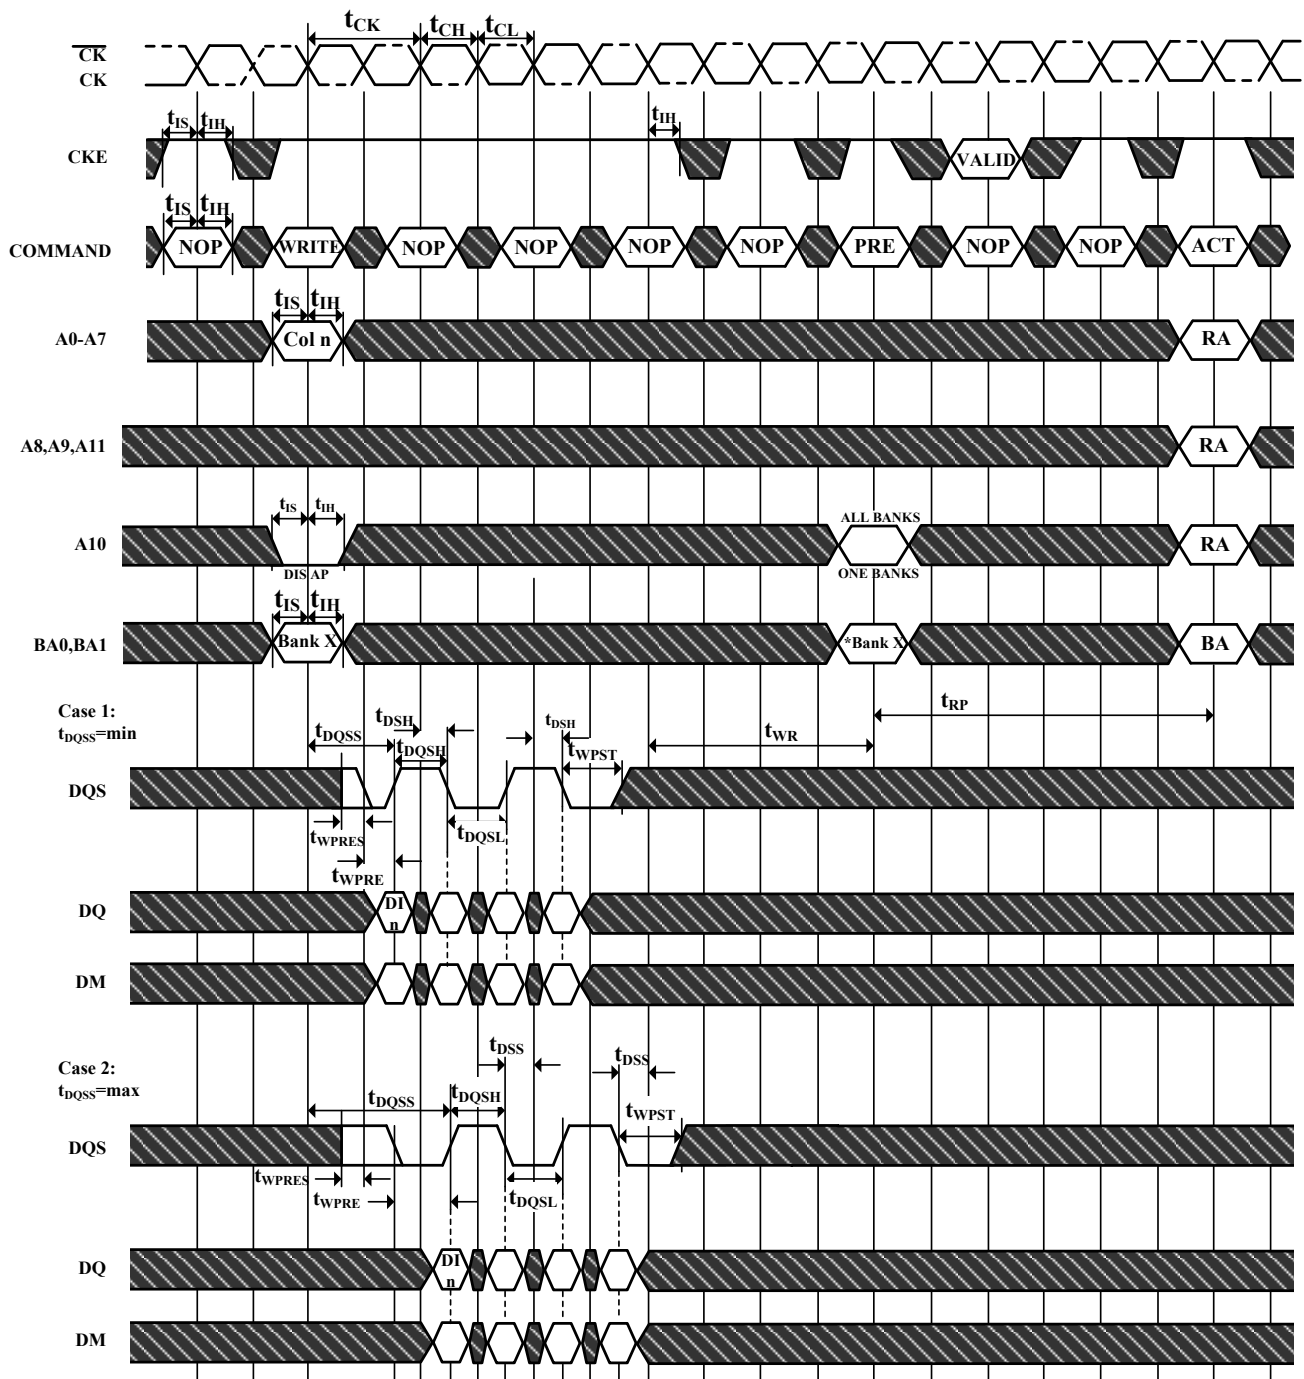 tCK tCH tCL
CK
CK
tIS tIH tIH
CKE VALID
tIS tIH
COMMAND NOP WRITE NOP NOP NOP NOP PRE NOP NOP ACT
tIS tIH
A0-A7 Col n RA
A8,A9,A11 RA
tIS tIH ALL BANKS
A10 RA
DIS AP ONE BANKS
tIS tIH
BA0,BA1 Bank X *Bank X BA
Case 1:
tDQSS=min
tDQSS tDSH tDQSH tDSH tWPST tWR tRP
DQS
tWPRES tDQSL
tWPRE
DQ DI
n
DM
Case 2:
tDQSS=max
tDQSS tDQSH tDSS tDSS tWPST
DQS
tWPRES tWPRE tDQSL
DQ DI
n
DM